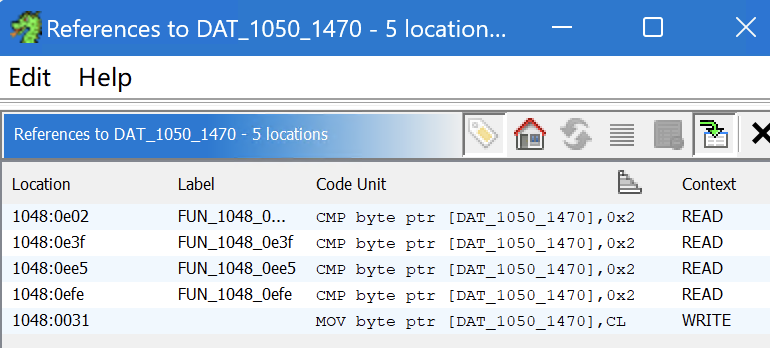 References to DAT_1050_1470 - 5 location...
Edit Help
References to DAT_1050_1470 - 5 locations
Location Label Code Unit Context
1048:0e02 FUN_1048_0... CMP byte ptr [DAT_1050_1470],0x2 READ
1048:0e3f FUN_1048_0e3f CMP byte ptr [DAT_1050_1470],0x2 READ
1048:0ee5 FUN_1048_0ee5 CMP byte ptr [DAT_1050_1470],0x2 READ
1048:0efe FUN_1048_0efe CMP byte ptr [DAT_1050_1470],0x2 READ
1048:0031 MOV byte ptr [DAT_1050_1470],CL WRITE